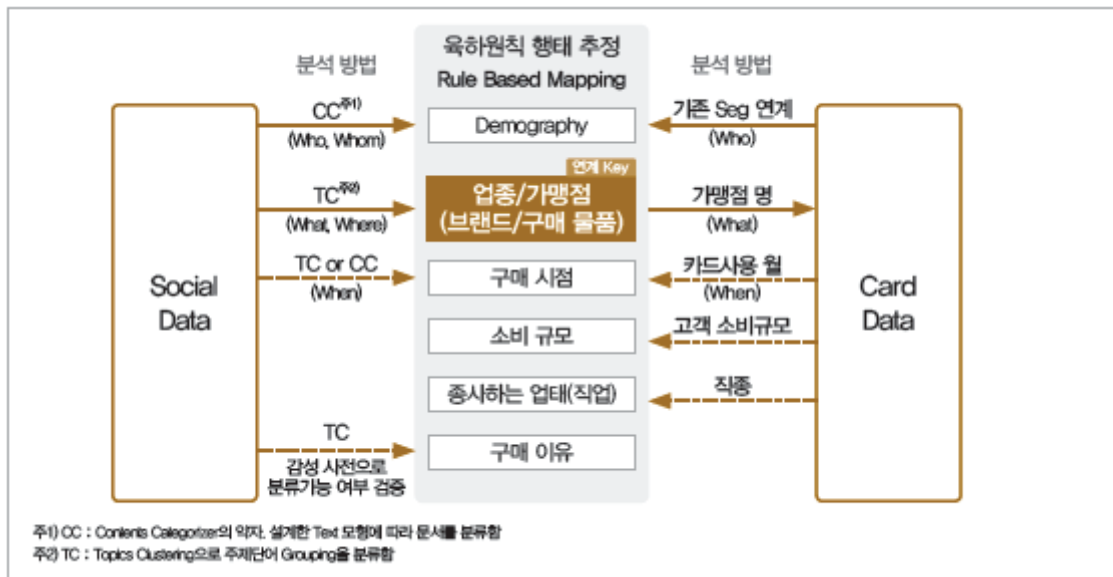 육하원칙 행태 추정
Rule Based Mapping
분석 방법
분석 방법
Social
Data
CC주1)
(Who, Whom)
TC주2)
(What, Where)
TC or CC
(When)
TC
감성 사전으로
분류가능 여부 검증
Demography
연계 Key
업종/가맹점
(브랜드/구매 물품)
구매 시점
소비 규모
종사하는 업태(직업)
구매 이유
기존 Seg 연계
(Who)
가맹점 명
(What)
카드사용 월
(When)
고객 소비규모
직종
Card
Data
주1) CC : Contents Categorizer의 약자. 설계한 Text 모형에 따라 문서를 분류함
주2) TC : Topics Clustering으로 주제단어 Grouping을 분류함